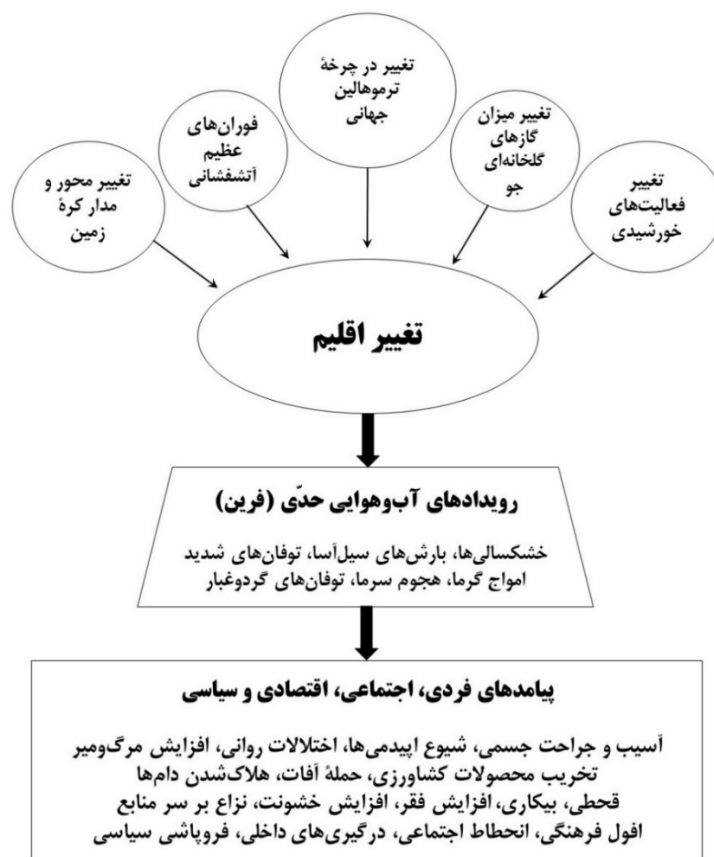 تغییر در چرخهٔ
ترموهالین
جهانی
تغییر میزان
گازهای
گلخانه‌ای
جو
فوران‌های
عظیم
آتشفشانی
تغییر
فعالیت‌های
خورشیدی
تغییر محور و
مدار کرهٔ
زمین
تغییر اقلیم
رویدادهای آب‌وهوایی حدّی (فرین)
خشکسالی‌ها، بارش‌های سیل‌آسا، توفان‌های شدید
امواج گرما، هجوم سرما، توفان‌های گردوغبار
پیامدهای فردی، اجتماعی، اقتصادی و سیاسی
آسیب و جراحت جسمی، شیوع اپیدمی‌ها، اختلالات روانی، افزایش مرگ‌ومیر
تخریب محصولات کشاورزی، حملهٔ آفات، هلاک‌شدن دام‌ها
قحطی، بیکاری، افزایش فقر، افزایش خشونت، نزاع بر سر منابع
افول فرهنگی، انحطاط اجتماعی، درگیری‌های داخلی، فروپاشی سیاسی